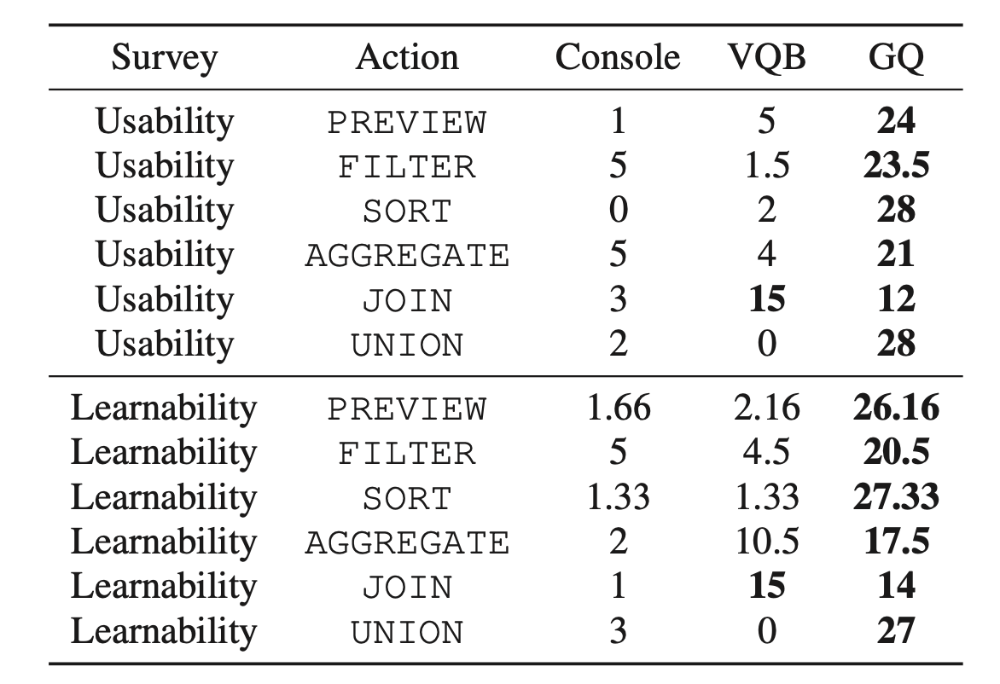 Survey Action Console VQB GQ
Usability PREVIEW 1 5 24
Usability FILTER 5 1.5 23.5
Usability SORT 0 2 28
Usability AGGREGATE 5 4 21
Usability JOIN 3 15 12
Usability UNION 2 0 28
Learnability PREVIEW 1.66 2.16 26.16
Learnability FILTER 5 4.5 20.5
Learnability SORT 1.33 1.33 27.33
Learnability AGGREGATE 2 10.5 17.5
Learnability JOIN 1 15 14
Learnability UNION 3 0 27